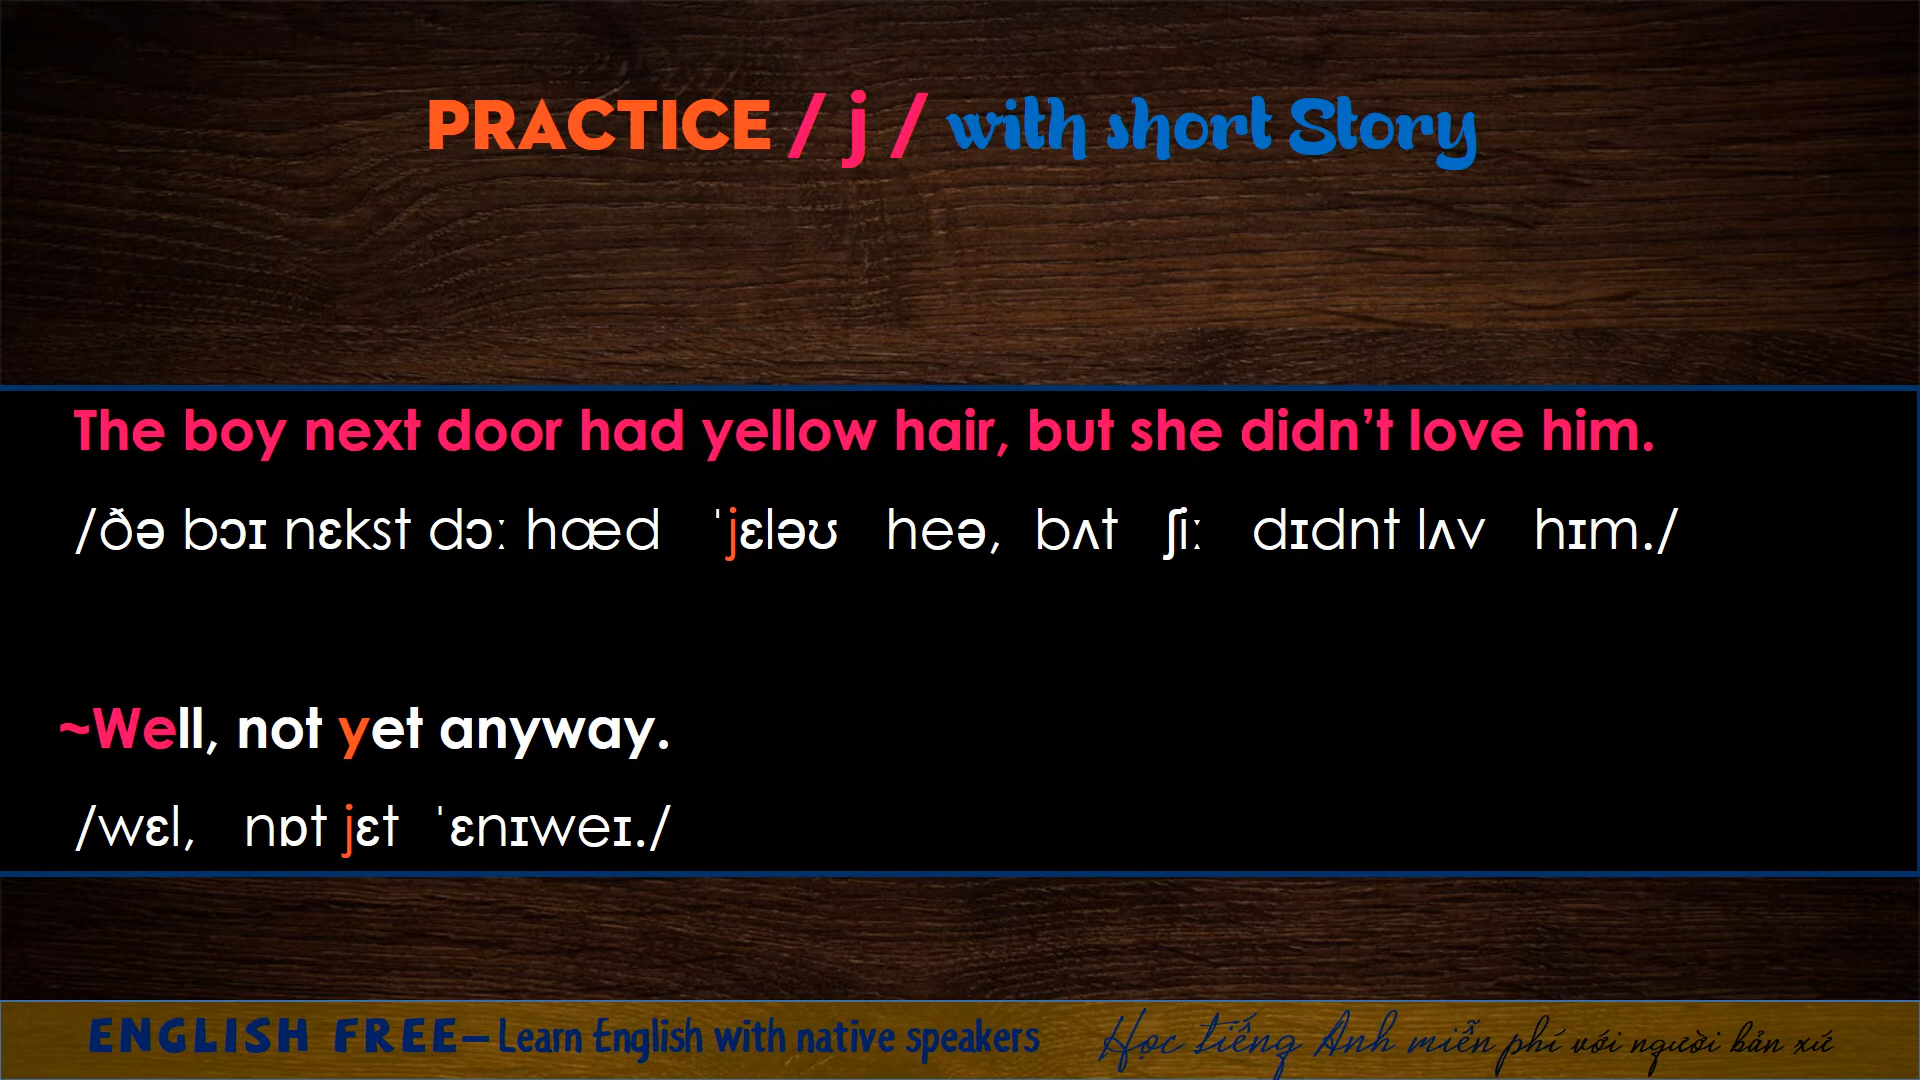 PRACTICE / j / with short Story
The boy next door had yellow hair, but she didn’t love him.
/ðə bɔɪ nɛkst dɔː hæd ˈjɛləʊ heə, bʌt ʃiː dɪdnt lʌv hɪm./
~Well, not yet anyway.
/wɛl, nɒt jɛt ˈɛnɪweɪ./
ENGLISH FREE– Learn English with native speakers Học tiếng Anh miễn phí với người bản xứ